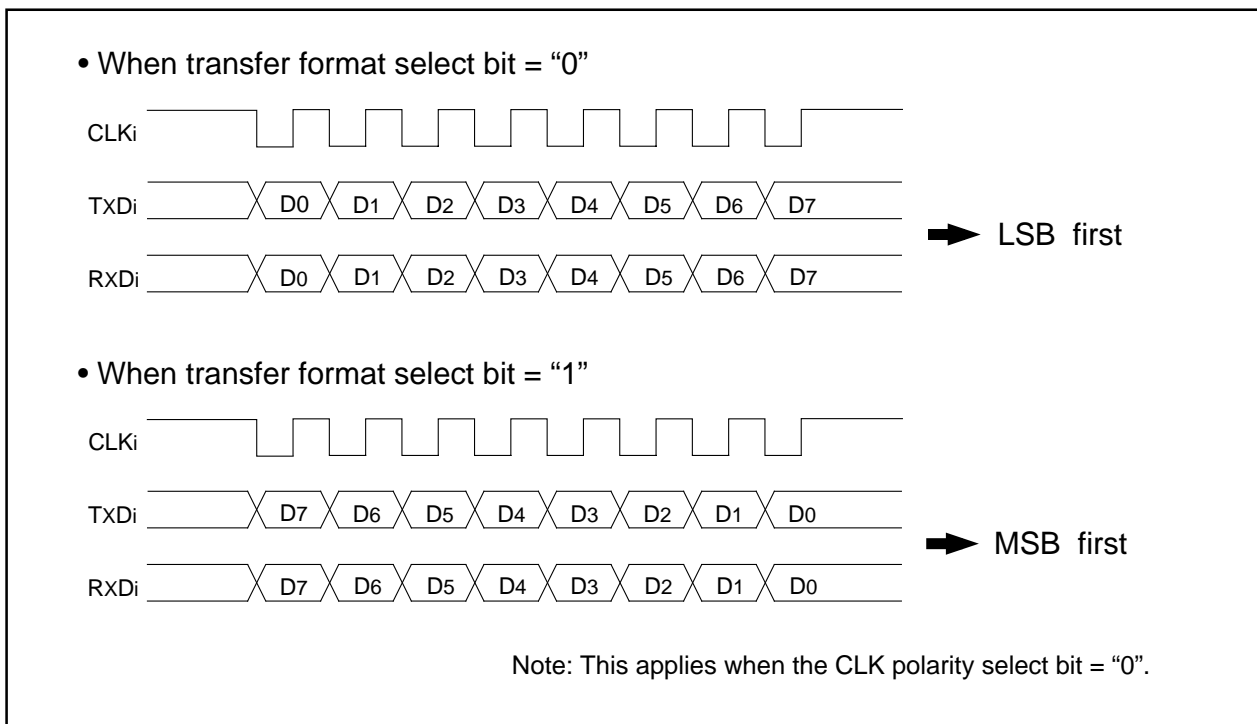 • When transfer format select bit = “0”
CLKi
TXDi D0 D1 D2 D3 D4 D5 D6 D7
RXDi D0 D1 D2 D3 D4 D5 D6 D7
LSB first
• When transfer format select bit = “1”
CLKi
TXDi D7 D6 D5 D4 D3 D2 D1 D0
RXDi D7 D6 D5 D4 D3 D2 D1 D0
MSB first
Note: This applies when the CLK polarity select bit = “0”.